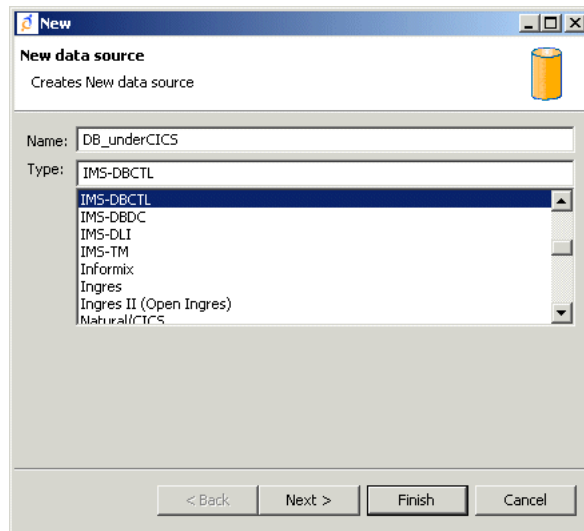 New
New data source
Creates New data source
Name: DB_underCICS
Type: IMS-DBCTL
IMS-DBCTL
IMS-DBDC
IMS-DLI
IMS-TM
Informix
Ingres
Ingres II (Open Ingres)
Natural/CICS
< Back Next > Finish Cancel